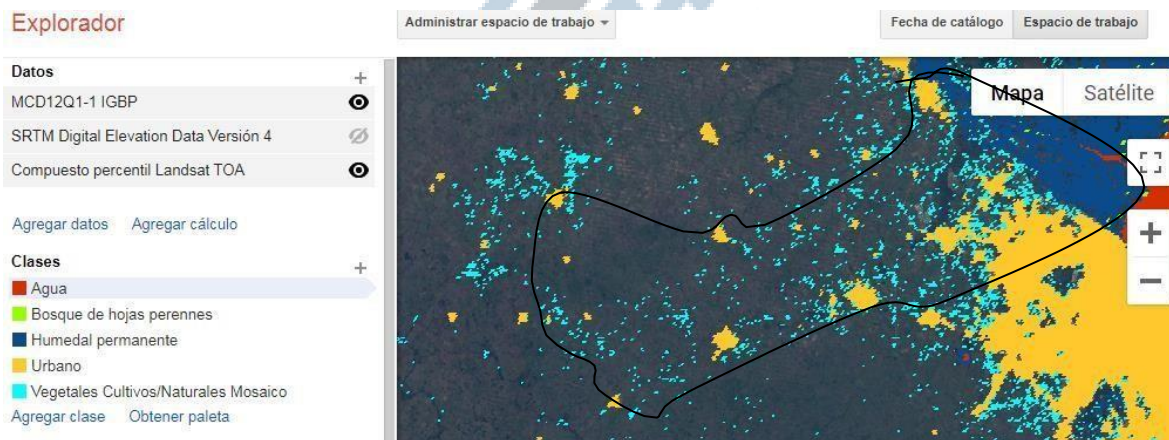 Explorador
Administrar espacio de trabajo
Fecha de catálogo
Espacio de trabajo
Datos
MCD12Q1-1 IGBP
SRTM Digital Elevation Data Versión 4
Compuesto percentil Landsat TOA
Agregar datos
Agregar cálculo
Clases
Agua
Bosque de hojas perennes
Humedal permanente
Urbano
Vegetales Cultivos/Naturales Mosaico
Agregar clase
Obtener paleta
Mapa
Satélite